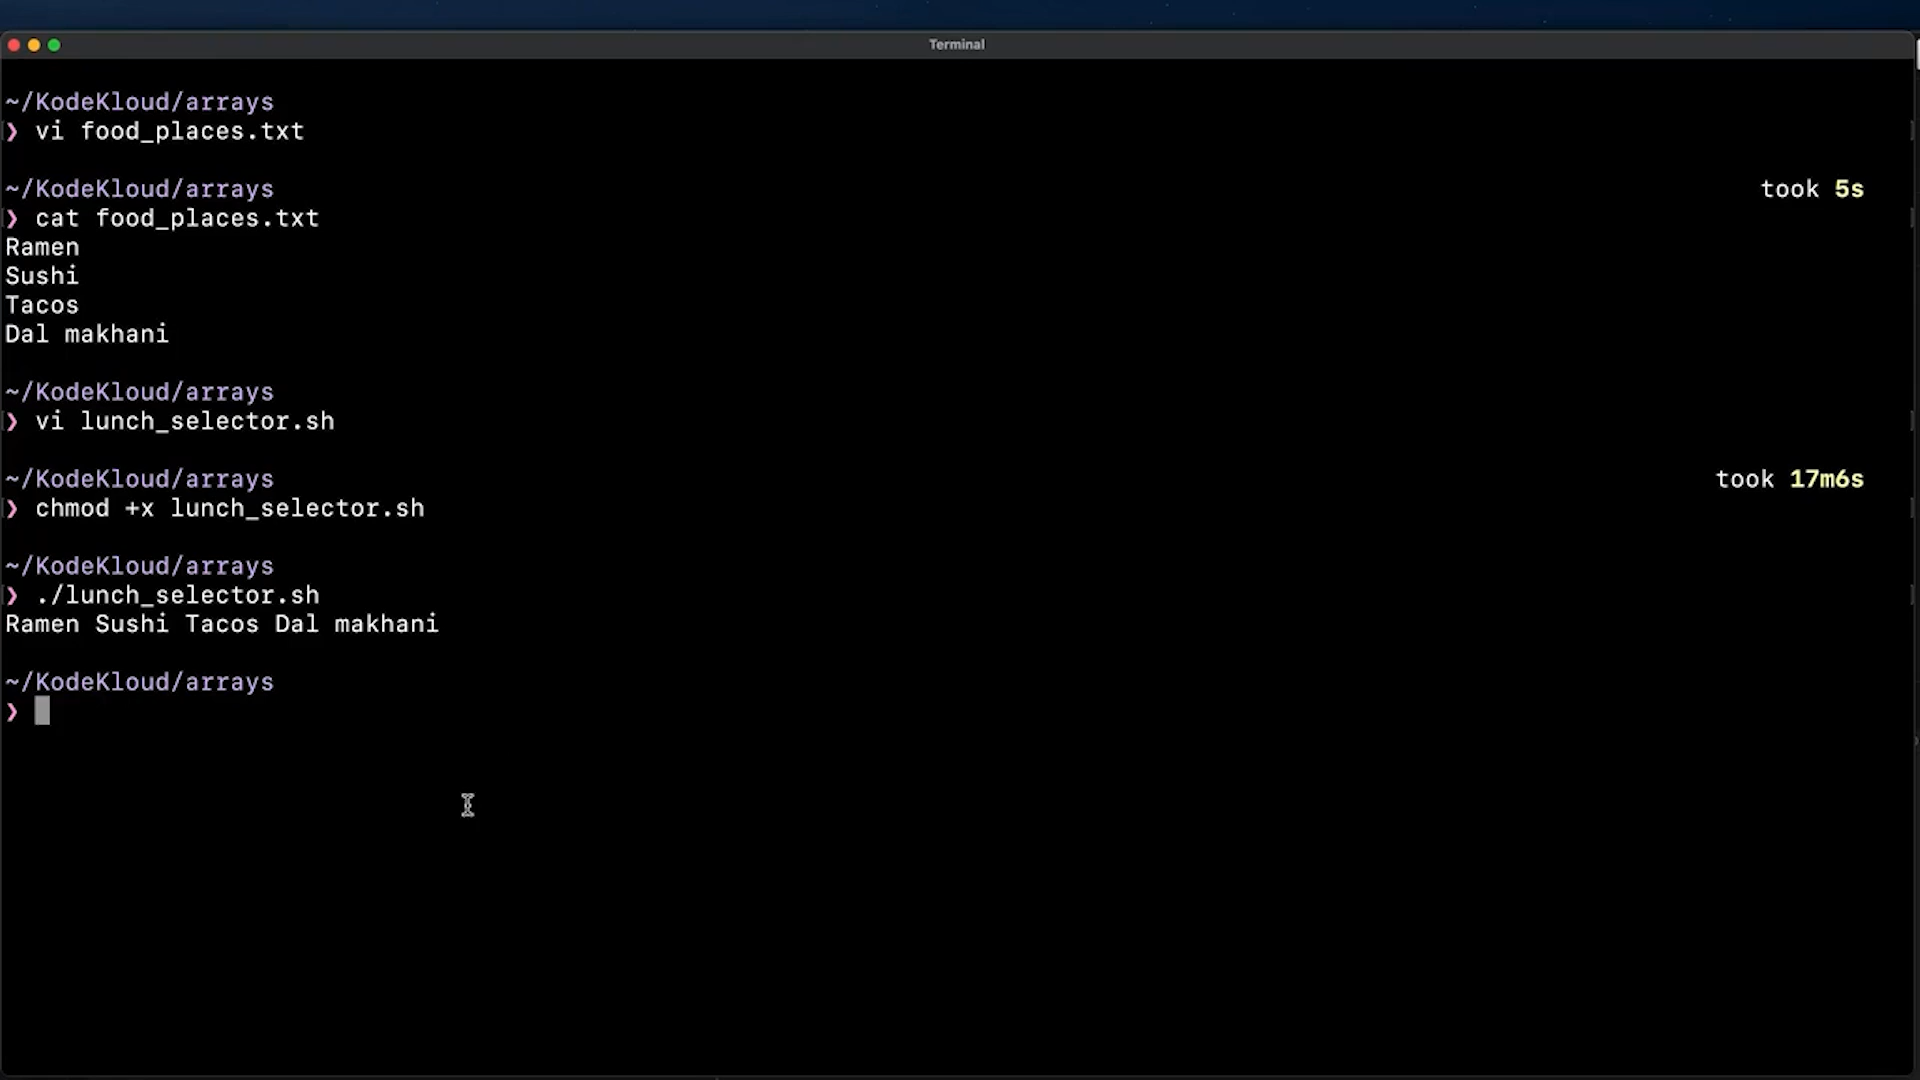 Terminal
~/KodeKloud/arrays
❯ vi food_places.txt
~/KodeKloud/arrays took 5s
❯ cat food_places.txt
Ramen
Sushi
Tacos
Dal makhani
~/KodeKloud/arrays
❯ vi lunch_selector.sh
~/KodeKloud/arrays took 17m6s
❯ chmod +x lunch_selector.sh
~/KodeKloud/arrays
❯ ./lunch_selector.sh
Ramen Sushi Tacos Dal makhani
~/KodeKloud/arrays
❯